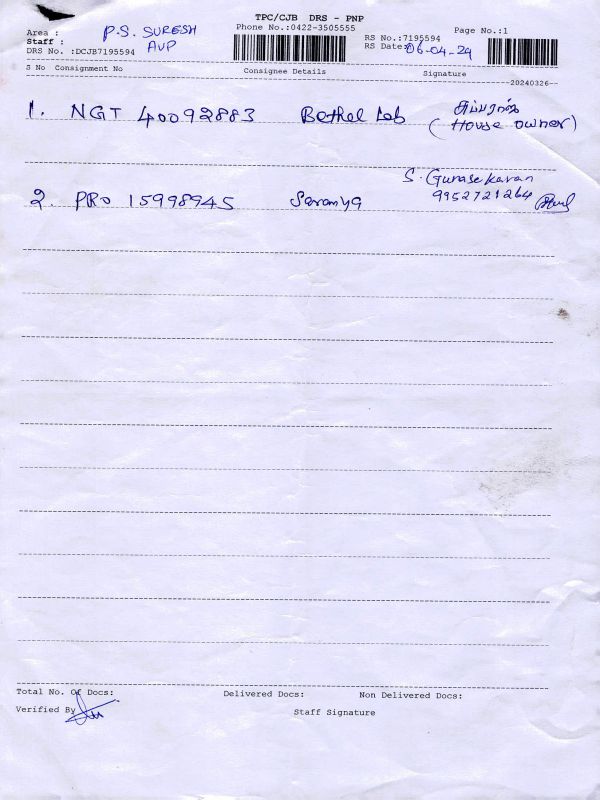 TPC/CJB DRS - PNP
Phone No.:0422-3505555
Page No.:1
Area : P.S. SURESH
Staff : AVP
DRS No. :DCJB7195594
RS No.:7195594
RS Date: 06-04-24
S No Consignment No Consignee Details Signature
20240326
1. NGT 40092883 Bethel Lab
(House owner)
2. PRO 15998945 Saranya S. Gunasekaran
9952721264
Total No. Of Docs: Delivered Docs: Non Delivered Docs:
Verified By
Staff Signature